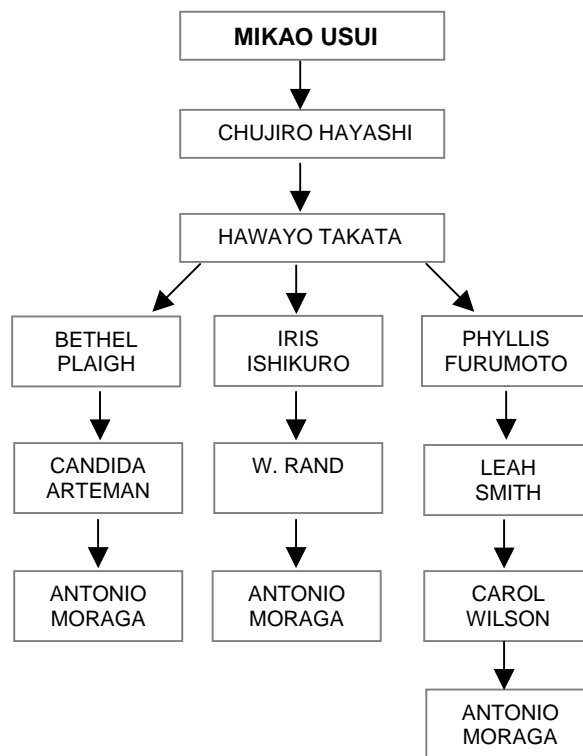 MIKAO USUI
CHUJIRO HAYASHI
HAWAYO TAKATA
BETHEL
PLAIGH
IRIS
ISHIKURO
PHYLLIS
FURUMOTO
CANDIDA
ARTEMAN
W. RAND
LEAH
SMITH
ANTONIO
MORAGA
ANTONIO
MORAGA
CAROL
WILSON
ANTONIO
MORAGA